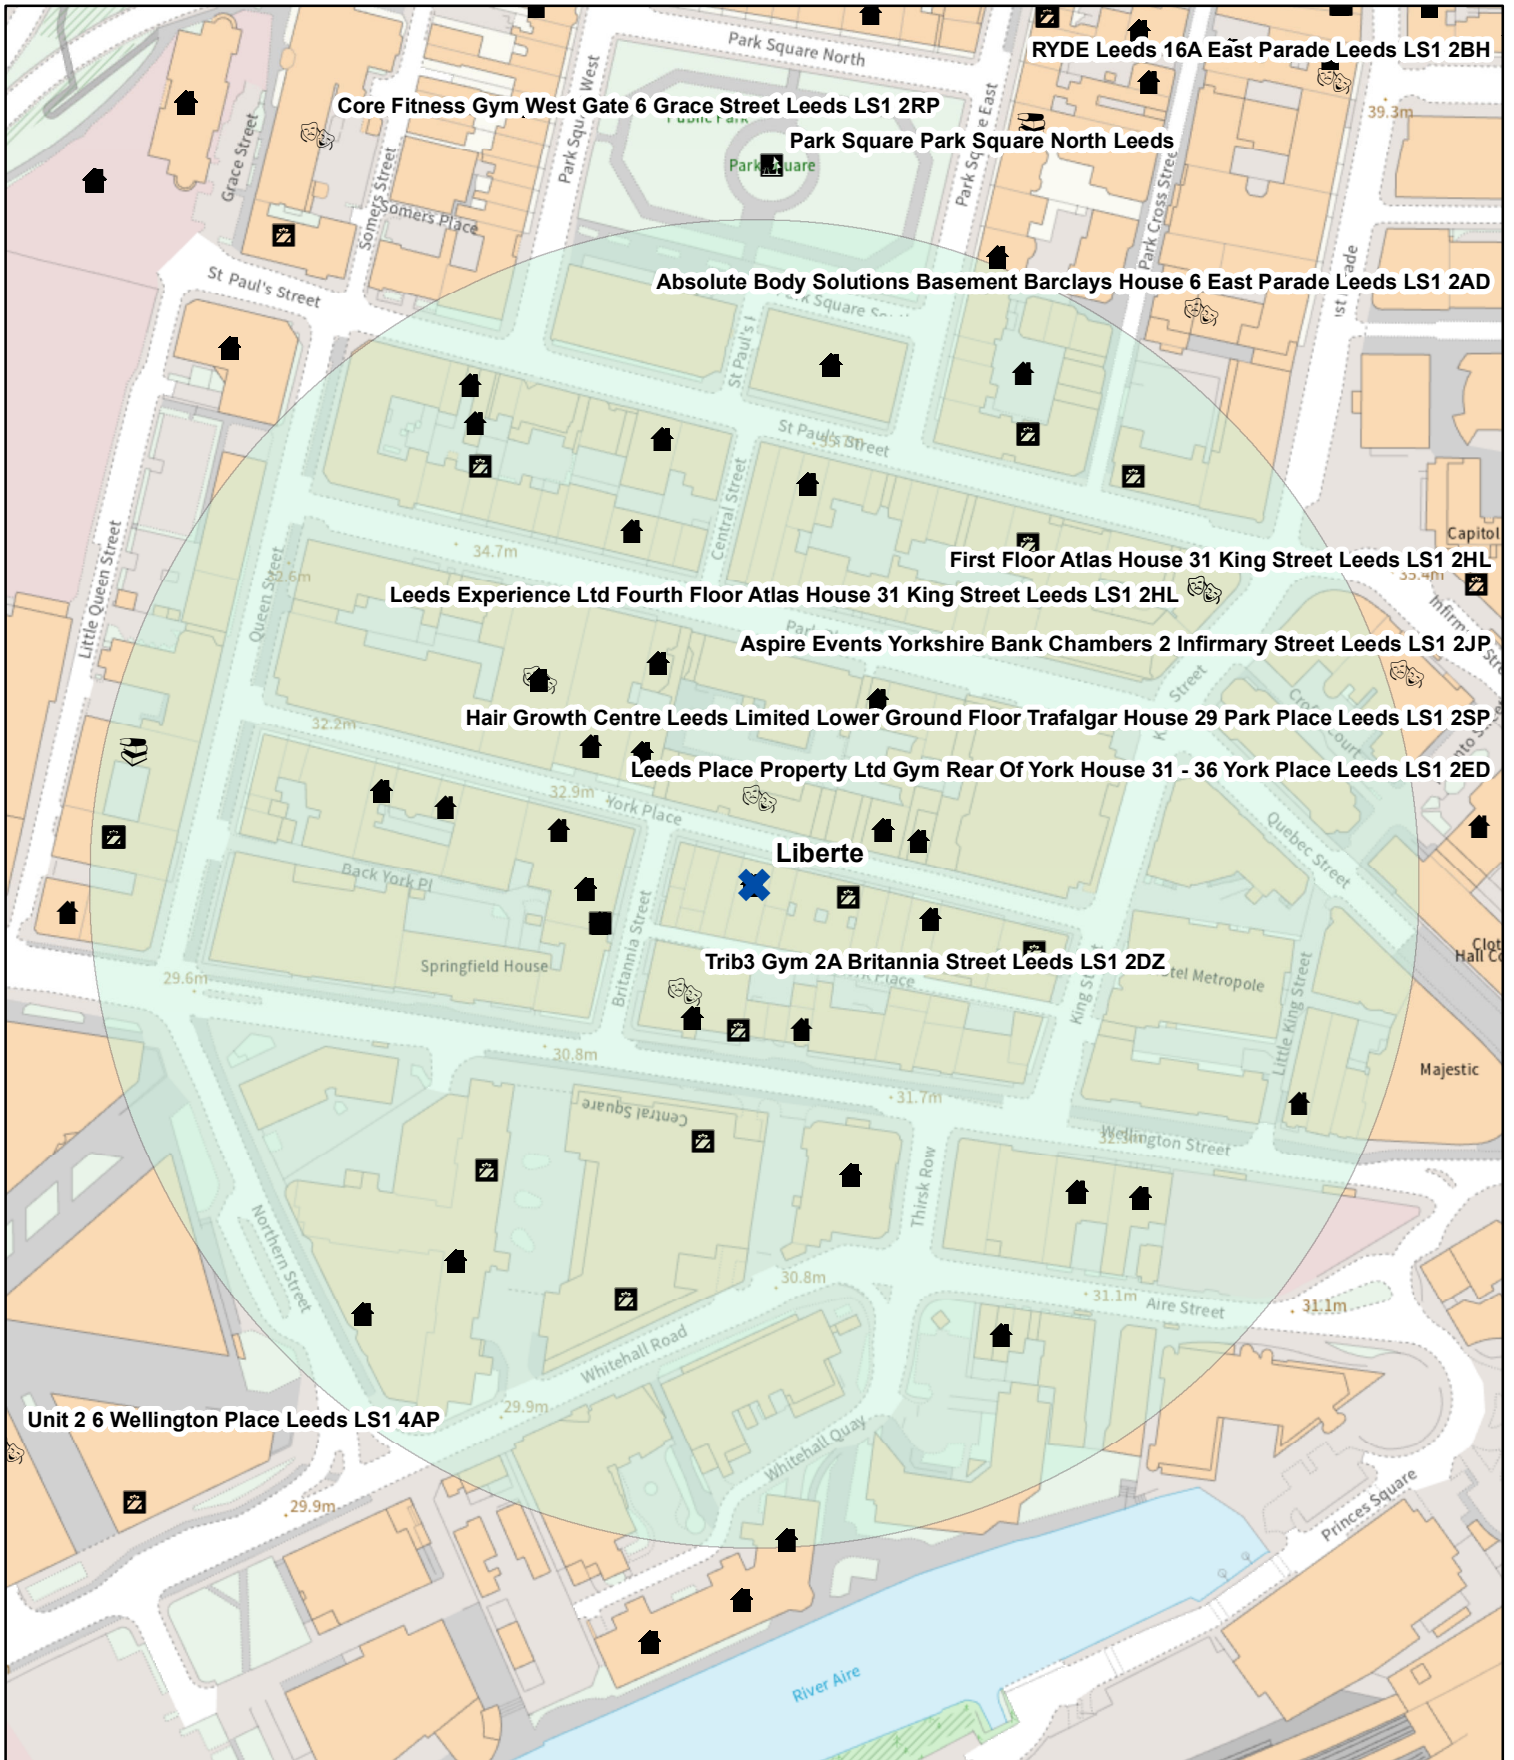 Park Square North
RYDE Leeds 16A East Parade Leeds LS1 2BH
Core Fitness Gym West Gate 6 Grace Street Leeds LS1 2RP
Public Park
39.3m
Park Square Park Square North Leeds
Park Square
Grace Street
Somers Street
Somers Place
Park Cross Street
St Paul's Street
Absolute Body Solutions Basement Barclays House 6 East Parade Leeds LS1 2AD
St Paul's Street
Central Street
Capitol
34.7m
First Floor Atlas House 31 King Street Leeds LS1 2HL
35.4m
Leeds Experience Ltd Fourth Floor Atlas House 31 King Street Leeds LS1 2HL
Little Queen Street
Queen Street
Aspire Events Yorkshire Bank Chambers 2 Infirmary Street Leeds LS1 2JP
Hair Growth Centre Leeds Limited Lower Ground Floor Trafalgar House 29 Park Place Leeds LS1 2SP
32.2m
Leeds Place Property Ltd Gym Rear Of York House 31 - 36 York Place Leeds LS1 2ED
32.9m
York Place
Quebec Street
Liberte
Back York Pl
Britannia Street
Trib3 Gym 2A Britannia Street Leeds LS1 2DZ
Springfield House
29.6m
King Street
Little King Street
30.8m
Majestic
31.7m
Central Square
Wellington Street
Thirsk Row
Northern Street
30.8m
31.1m
Aire Street
31.1m
Whitehall Road
29.9m
Unit 2 6 Wellington Place Leeds LS1 4AP
Whitehall Quay
29.9m
Princes Square
River Aire